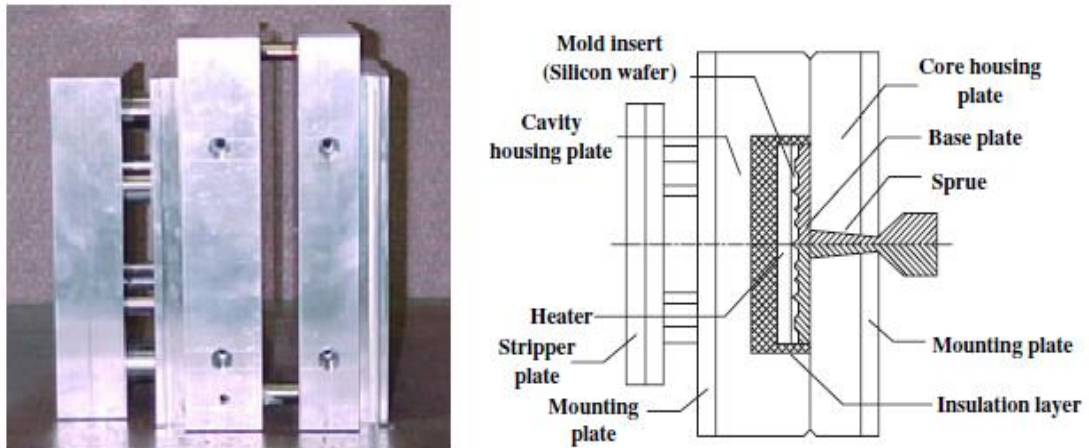 Mold insert
(Silicon wafer)
Cavity
housing plate
Heater
Stripper
plate
Mounting
plate
Core housing
plate
Base plate
Sprue
Mounting plate
Insulation layer